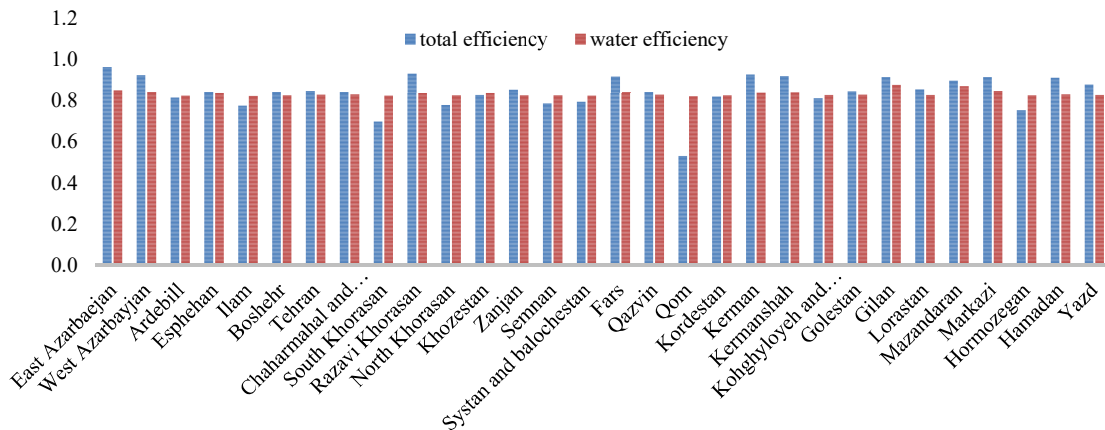 1.2
total efficiency water efficiency
1.0
0.8
0.6
0.4
0.2
0.0
East Azarbaejan
West Azarbayjan
Ardebill
Esphehan
Ilam
Boshehr
Tehran
Chaharmahal and…
South Khorasan
Razavi Khorasan
North Khorasan
Khozestan
Zanjan
Semnan
Systan and balochestan
Fars
Qazvin
Qom
Kordestan
Kerman
Kermanshah
Kohghyloyeh and…
Golestan
Gilan
Lorastan
Mazandaran
Markazi
Hormozegan
Hamadan
Yazd